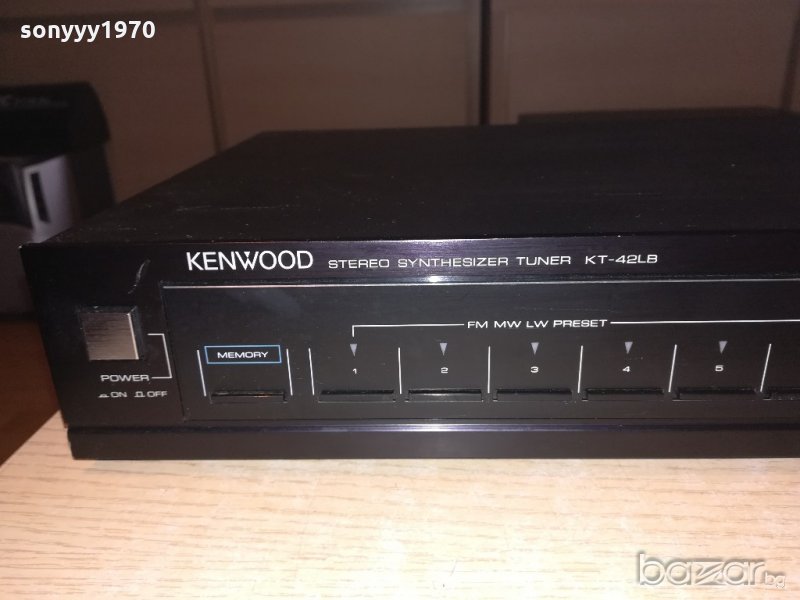 sonyyy1970
KENWOOD STEREO SYNTHESIZER TUNER KT-42LB
FM MW LW PRESET
MEMORY
1 2 3 4 5
POWER
ON OFF
bazar.bg